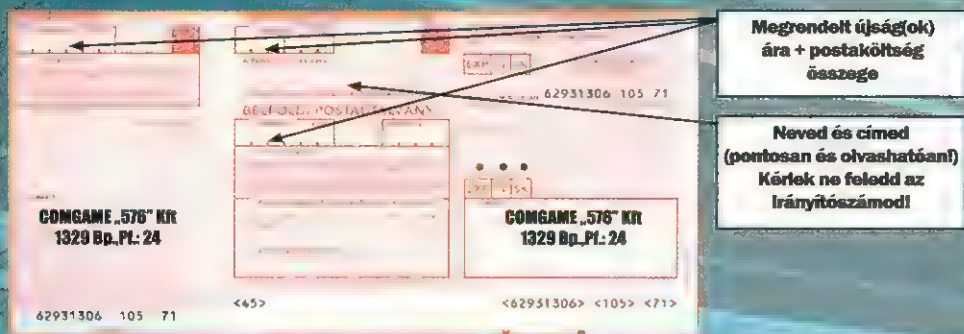 Megrendelt újság(ok)
ára + postaköltség
összege
62931306 105 71
BELFÖLDI POSTAUTALVÁNY
Neved és címed
(pontosan és olvashatóan!)
Kérlek ne feledd az
Irányítószámod!
COMGAME „576” Kft
1329 Bp.,Pf.: 24
COMGAME „576” Kft
1329 Bp.,Pf.: 24
<45>
<62931306> <105> <71>
62931306 105 71